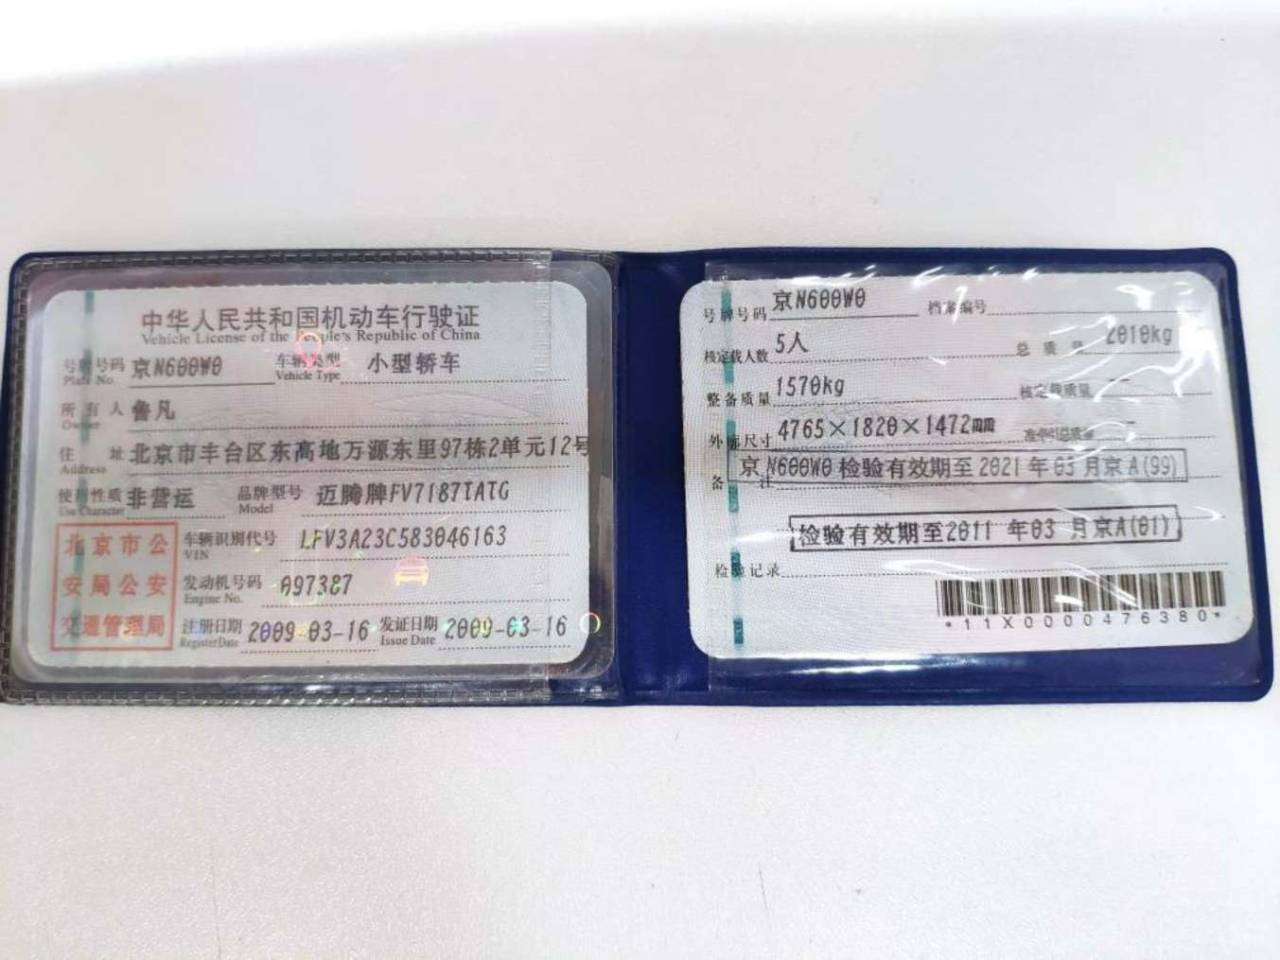 中华人民共和国机动车行驶证
Vehicle License of the People's Republic of China
号牌号码 京N600W0 车辆类型 小型轿车
Plate No. Vehicle Type
所有人 鲁凡
Owner
住址 北京市丰台区东高地万源东里97栋2单元12号
Address
使用性质 非营运 品牌型号 迈腾牌FV7187TATG
Use Character Model
北京市公
安局公安
交通管理局
车辆识别代号 LFV3A23C583046163
VIN
发动机号码 097387
Engine No.
注册日期 2009-03-16 发证日期 2009-03-16
Register Date Issue Date
号牌号码 京N600W0 档案编号
核定载人数 5人 总质量 2010kg
整备质量 1570kg 核定载质量 --
外廓尺寸 4765×1820×1472mm 准牵引总质量 --
备注 京N600W0 检验有效期至2021年03月京A(99)
检验有效期至2011 年03 月京A(01)
检验记录
*11X0000476380*